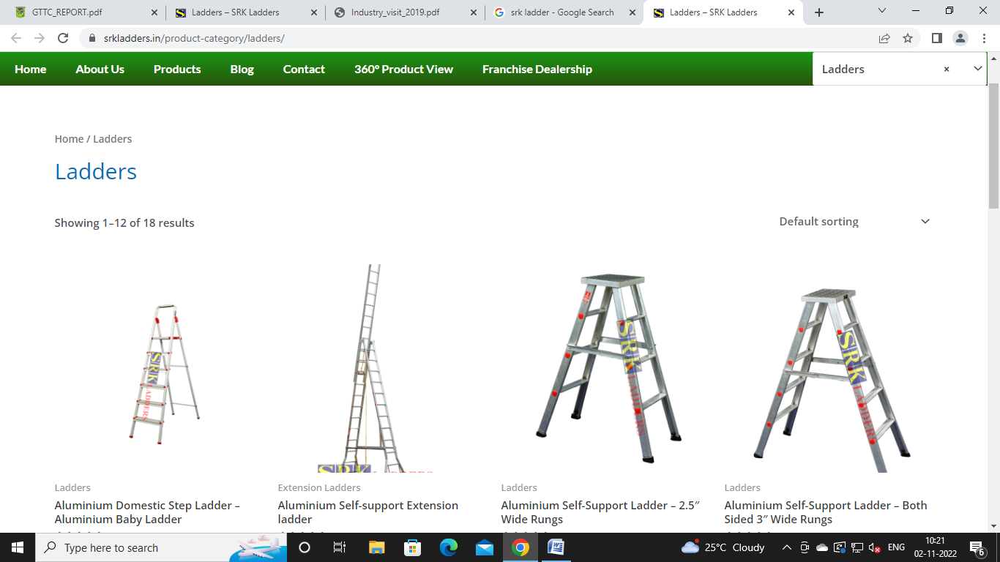 GTTC_REPORT.pdf
Ladders – SRK Ladders
Industry_visit_2019.pdf
srk ladder - Google Search
Ladders – SRK Ladders
srkladders.in/product-category/ladders/
Home About Us Products Blog Contact 360° Product View Franchise Dealership
Ladders ×
Home / Ladders
Ladders
Showing 1–12 of 18 results
Default sorting
SRK LADDERS
SRK LADDERS
SRK LADDERS
SRK LADDERS
Ladders
Aluminium Domestic Step Ladder –
Aluminium Baby Ladder
Extension Ladders
Aluminium Self-support Extension
ladder
Ladders
Aluminium Self-Support Ladder – 2.5″
Wide Rungs
Ladders
Aluminium Self-Support Ladder – Both
Sided 3″ Wide Rungs
Type here to search
25°C Cloudy
ENG
10:21
02-11-2022
6